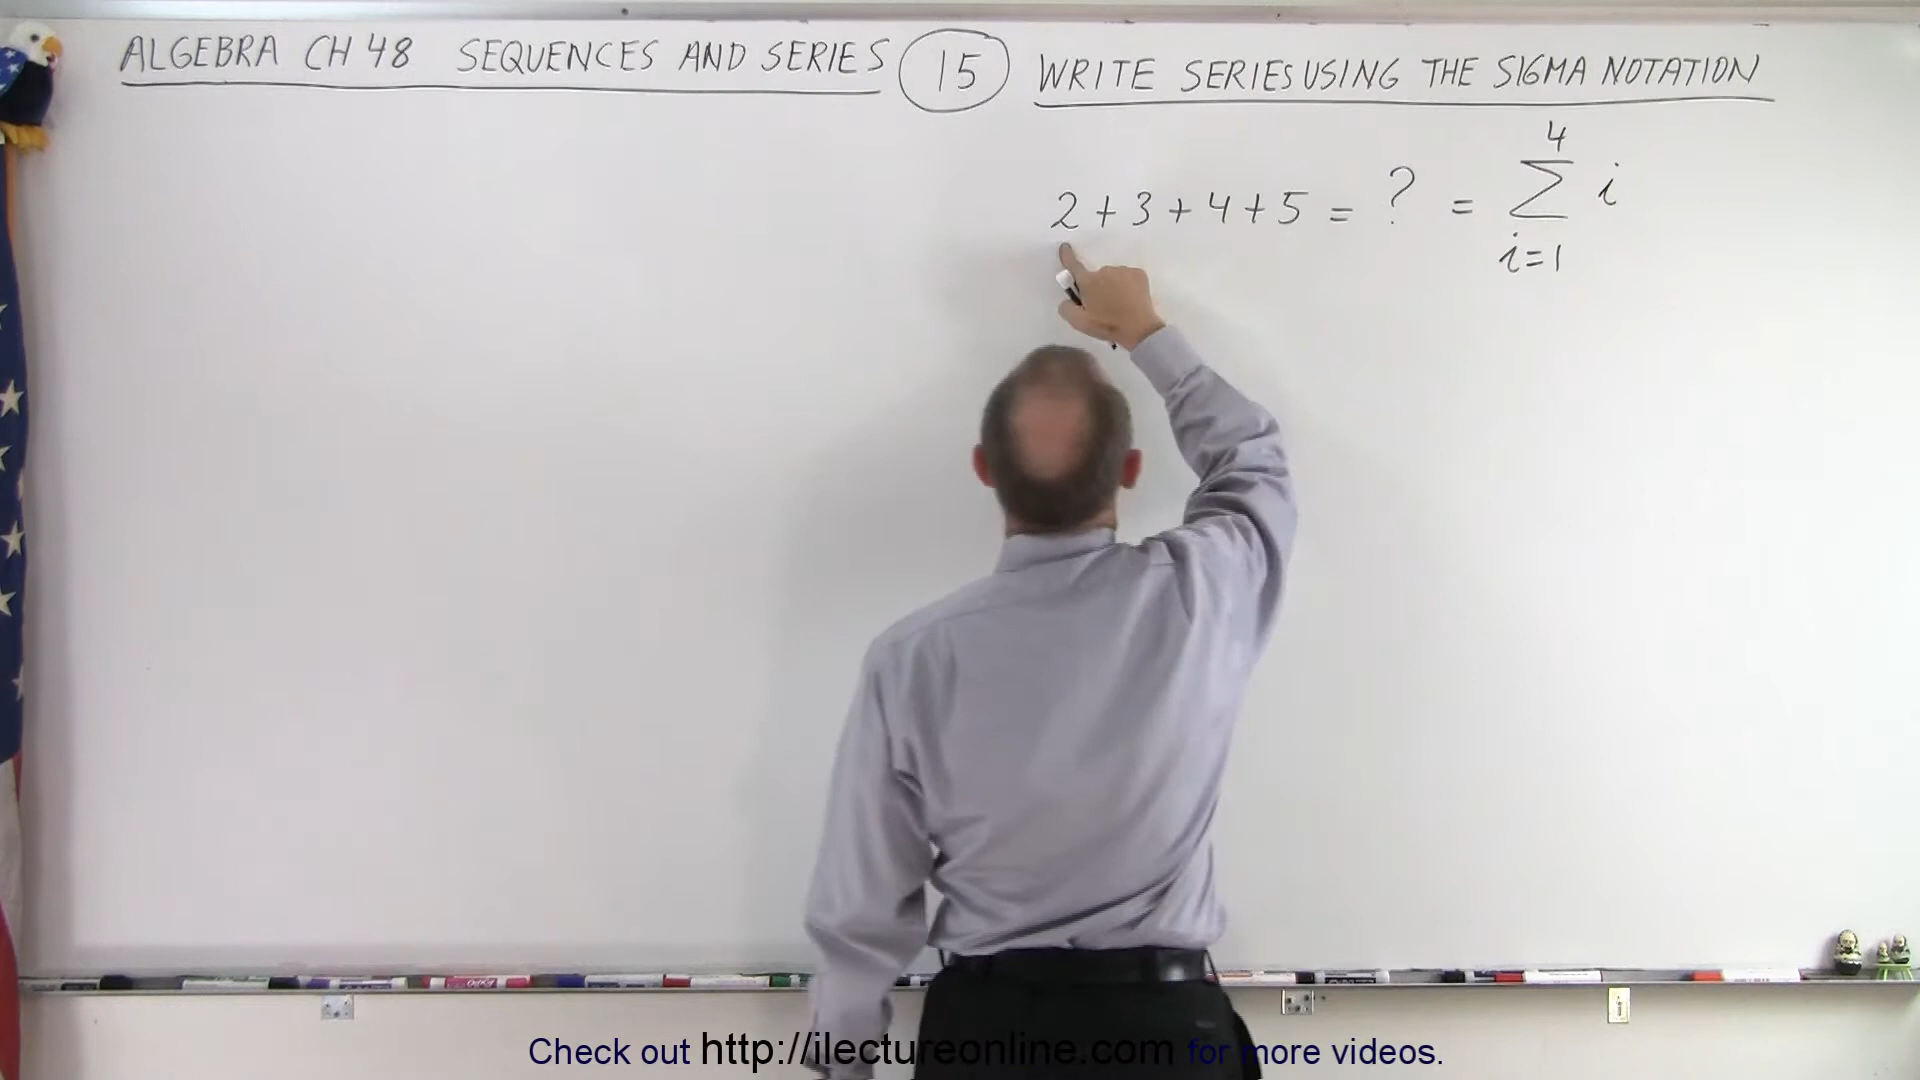 ALGEBRA CH 48 SEQUENCES AND SERIES 15 WRITE SERIES USING THE SIGMA NOTATION
4
2 + 3 + 4 + 5 = ? = ∑ i
i=1
Check out http://ilectureonline.com for more videos.